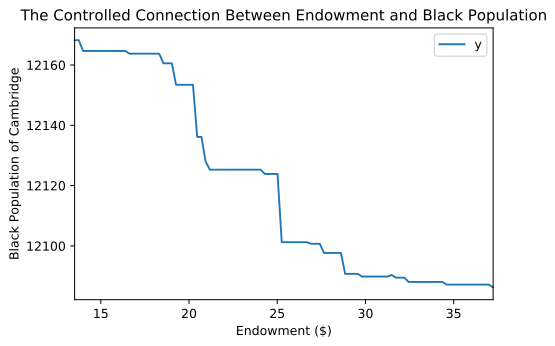 The Controlled Connection Between Endowment and Black Population
y
12160
12140
12120
12100
Black Population of Cambridge
15
20
25
30
35
Endowment ($)